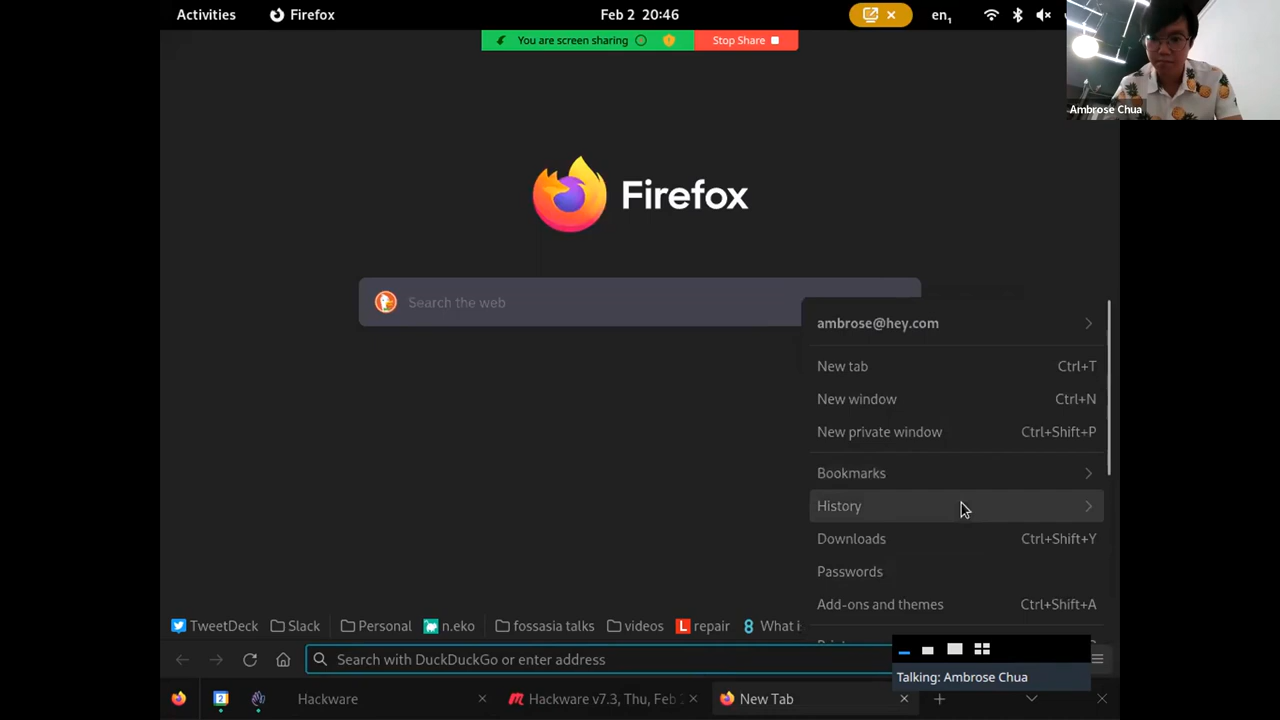 Activities
Firefox
Feb 2 20:46
en₁
You are screen sharing
Stop Share
Ambrose Chua
Firefox
Search the web
ambrose@hey.com
New tab Ctrl+T
New window Ctrl+N
New private window Ctrl+Shift+P
Bookmarks
History
Downloads Ctrl+Shift+Y
Passwords
Add-ons and themes Ctrl+Shift+A
TweetDeck
Slack
Personal
n.eko
fossasia talks
videos
repair
What i
Search with DuckDuckGo or enter address
Talking: Ambrose Chua
Hackware
Hackware v7.3, Thu, Feb
New Tab